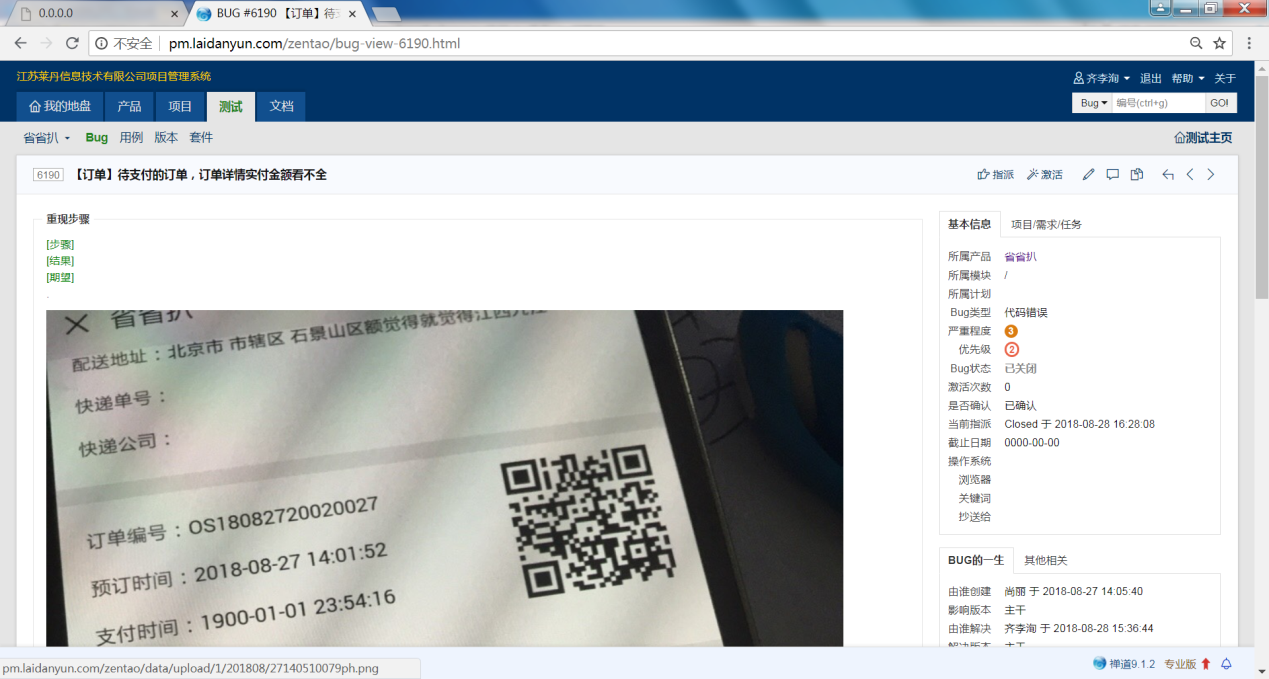 0.0.0.0
BUG #6190 【订单】待
不安全 pm.laidanyun.com/zentao/bug-view-6190.html
江苏莱丹信息技术有限公司项目管理系统
齐李洵 退出 帮助 关于
我的地盘 产品 项目 测试 文档
Bug 编号(ctrl+g) GO!
省省扒 Bug 用例 版本 套件
测试主页
6190 【订单】待支付的订单，订单详情实付金额看不全
指派 激活
重现步骤
[步骤]
[结果]
[期望]
.
省省扒
配送地址：北京市 市辖区 石景山区额觉得就觉得江西九江
快递单号：
快递公司：
订单编号：OS18082720020027
预订时间：2018-08-27 14:01:52
支付时间：1900-01-01 23:54:16
基本信息 项目/需求/任务
所属产品 省省扒
所属模块 /
所属计划
Bug类型 代码错误
严重程度 3
优先级 2
Bug状态 已关闭
激活次数 0
是否确认 已确认
当前指派 Closed 于 2018-08-28 16:28:08
截止日期 0000-00-00
操作系统
浏览器
关键词
抄送给
BUG的一生 其他相关
由谁创建 尚丽 于 2018-08-27 14:05:40
影响版本 主干
由谁解决 齐李洵 于 2018-08-28 15:36:44
解决版本 主干
pm.laidanyun.com/zentao/data/upload/1/201808/27140510079ph.png
禅道9.1.2 专业版